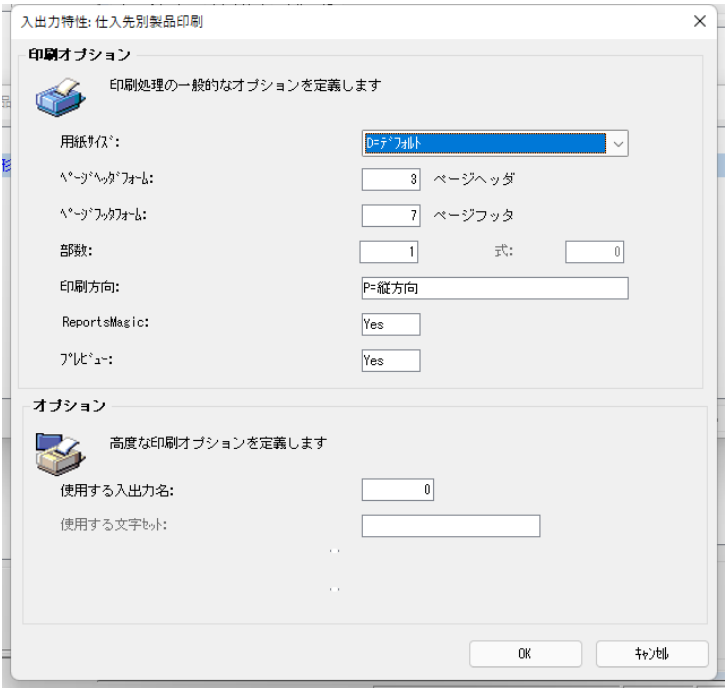 入出力特性: 仕入先別製品印刷
印刷オプション
印刷処理の一般的なオプションを定義します
用紙ｻｲｽﾞ: D=ﾃﾞﾌｫﾙﾄ
ﾍﾟｰｼﾞﾍｯﾀﾞﾌｫｰﾑ: 3 ページヘッダ
ﾍﾟｰｼﾞﾌｯﾀﾌｫｰﾑ: 7 ページフッタ
部数: 1 式: 0
印刷方向: P=縦方向
ReportsMagic: Yes
ﾌﾟﾚﾋﾞｭｰ: Yes
オプション
高度な印刷オプションを定義します
使用する入出力名: 0
使用する文字ｾｯﾄ:
OK ｷｬﾝｾﾙ